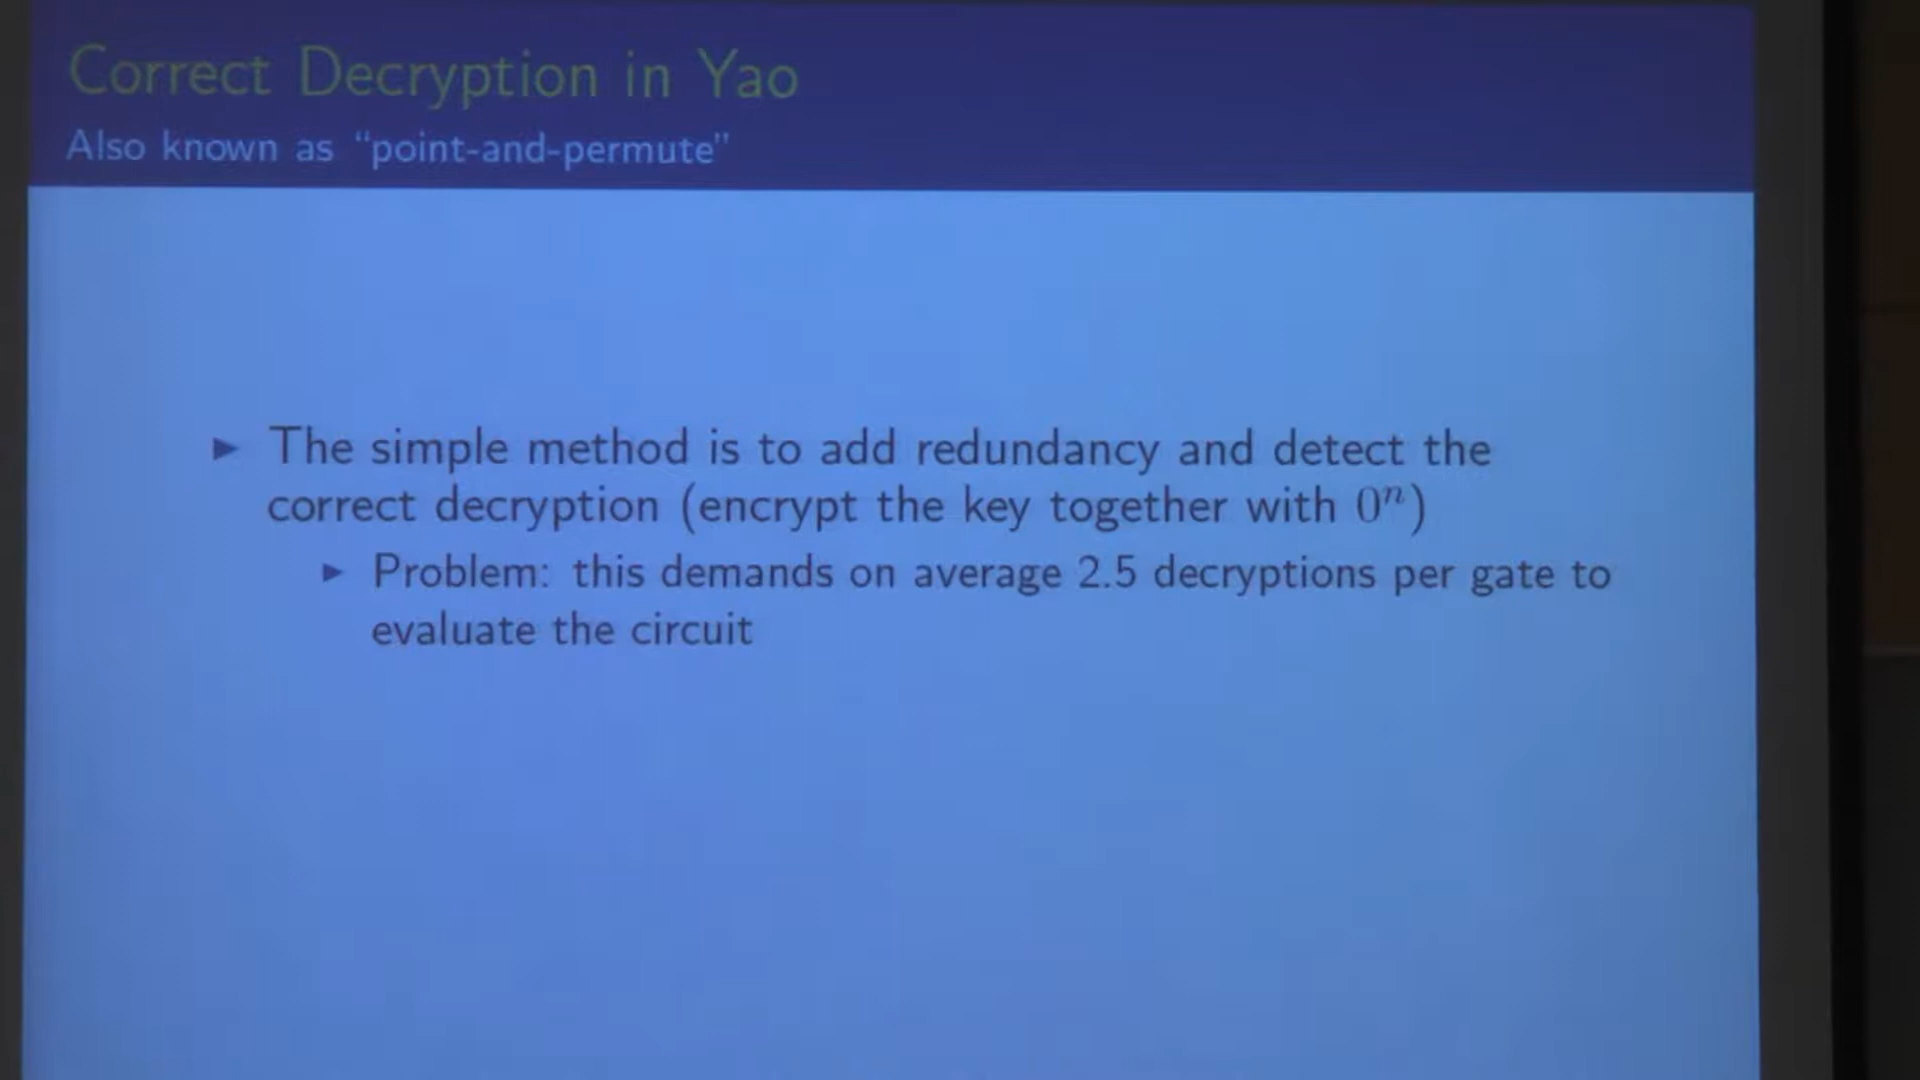 Correct Decryption in Yao
Also known as “point-and-permute”
▶ The simple method is to add redundancy and detect the
correct decryption (encrypt the key together with 0ⁿ)
▶ Problem: this demands on average 2.5 decryptions per gate to
evaluate the circuit